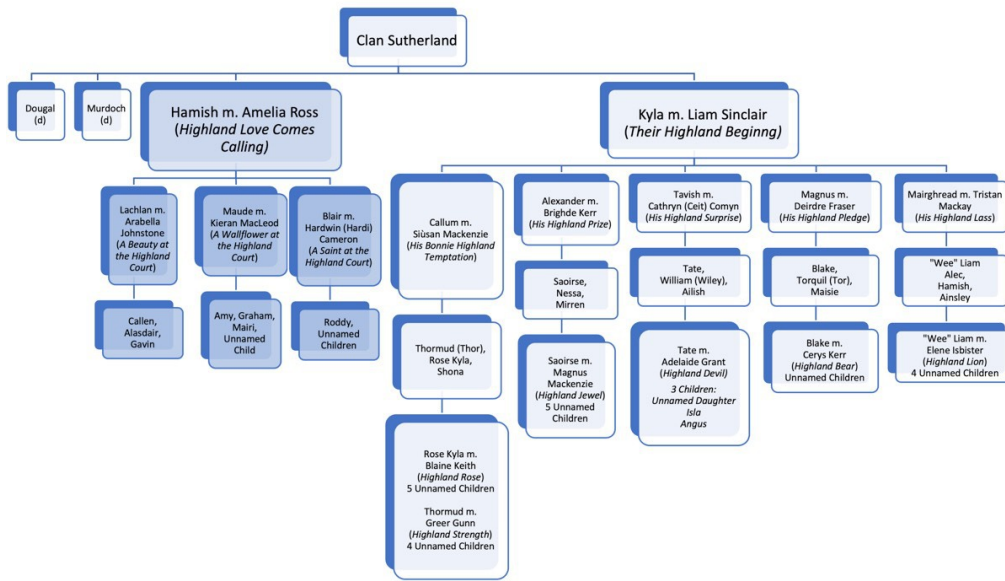 Clan Sutherland
Dougal
(d)
Murdoch
(d)
Hamish m. Amelia Ross
(Highland Love Comes
Calling)
Kyla m. Liam Sinclair
(Their Highland Beginng)
Lachlan m.
Arabella
Johnstone
(A Beauty at
the Highland
Court)
Maude m.
Kieran MacLeod
(A Wallflower at
the Highland
Court)
Blair m.
Hardwin (Hardi)
Cameron
(A Saint at the
Highland Court)
Callum m.
Siùsan Mackenzie
(His Bonnie Highland
Temptation)
Alexander m.
Brighde Kerr
(His Highland Prize)
Tavish m.
Cathryn (Ceit) Comyn
(His Highland Surprise)
Magnus m.
Deirdre Fraser
(His Highland Pledge)
Mairghread m. Tristan
Mackay
(His Highland Lass)
Callen,
Alasdair,
Gavin
Amy, Graham,
Mairi,
Unnamed
Child
Roddy,
Unnamed
Children
Thormud (Thor),
Rose Kyla,
Shona
Saoirse,
Nessa,
Mirren
Tate,
William (Wiley),
Ailish
Blake,
Torquil (Tor),
Maisie
"Wee" Liam
Alec,
Hamish,
Ainsley
Rose Kyla m.
Blaine Keith
(Highland Rose)
5 Unnamed Children
Thormud m.
Greer Gunn
(Highland Strength)
4 Unnamed Children
Saoirse m.
Magnus
Mackenzie
(Highland Jewel)
5 Unnamed
Children
Tate m.
Adelaide Grant
(Highland Devil)
3 Children:
Unnamed Daughter
Isla
Angus
Blake m.
Cerys Kerr
(Highland Bear)
Unnamed Children
"Wee" Liam m.
Elene Isbister
(Highland Lion)
4 Unnamed Children